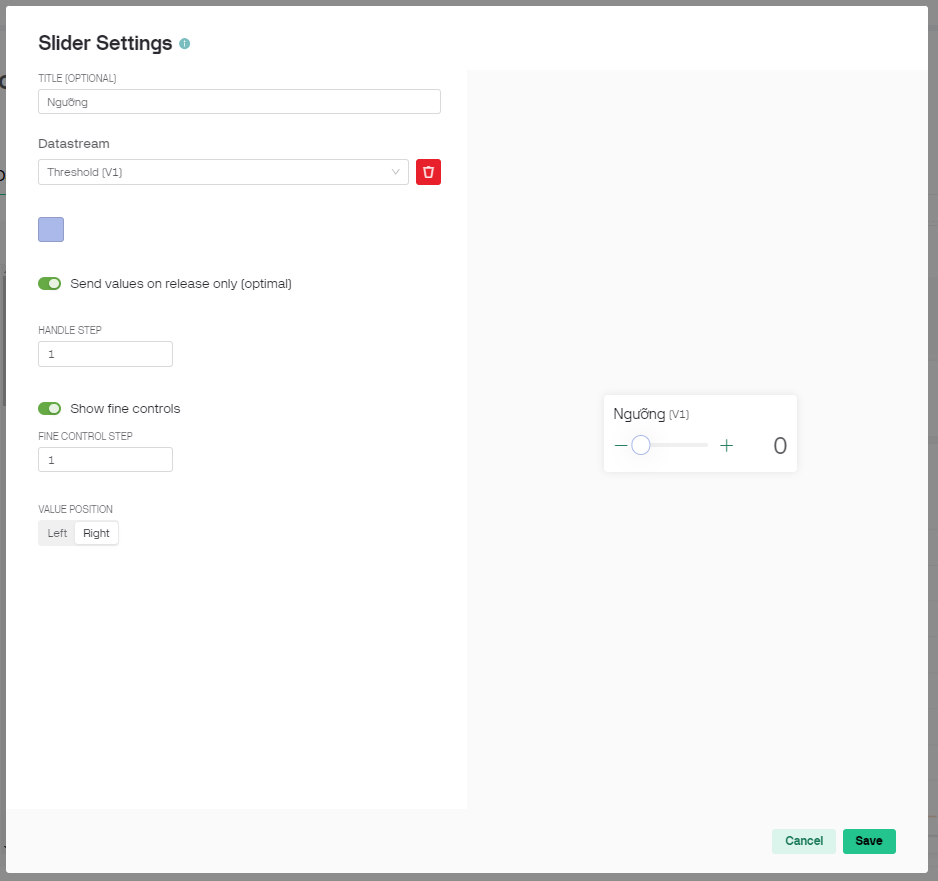 Slider Settings
TITLE (OPTIONAL)
Ngưỡng
Datastream
Threshold (V1)
Send values on release only (optimal)
HANDLE STEP
1
Show fine controls
FINE CONTROL STEP
1
VALUE POSITION
Left Right
Ngưỡng (V1)
0
Cancel Save